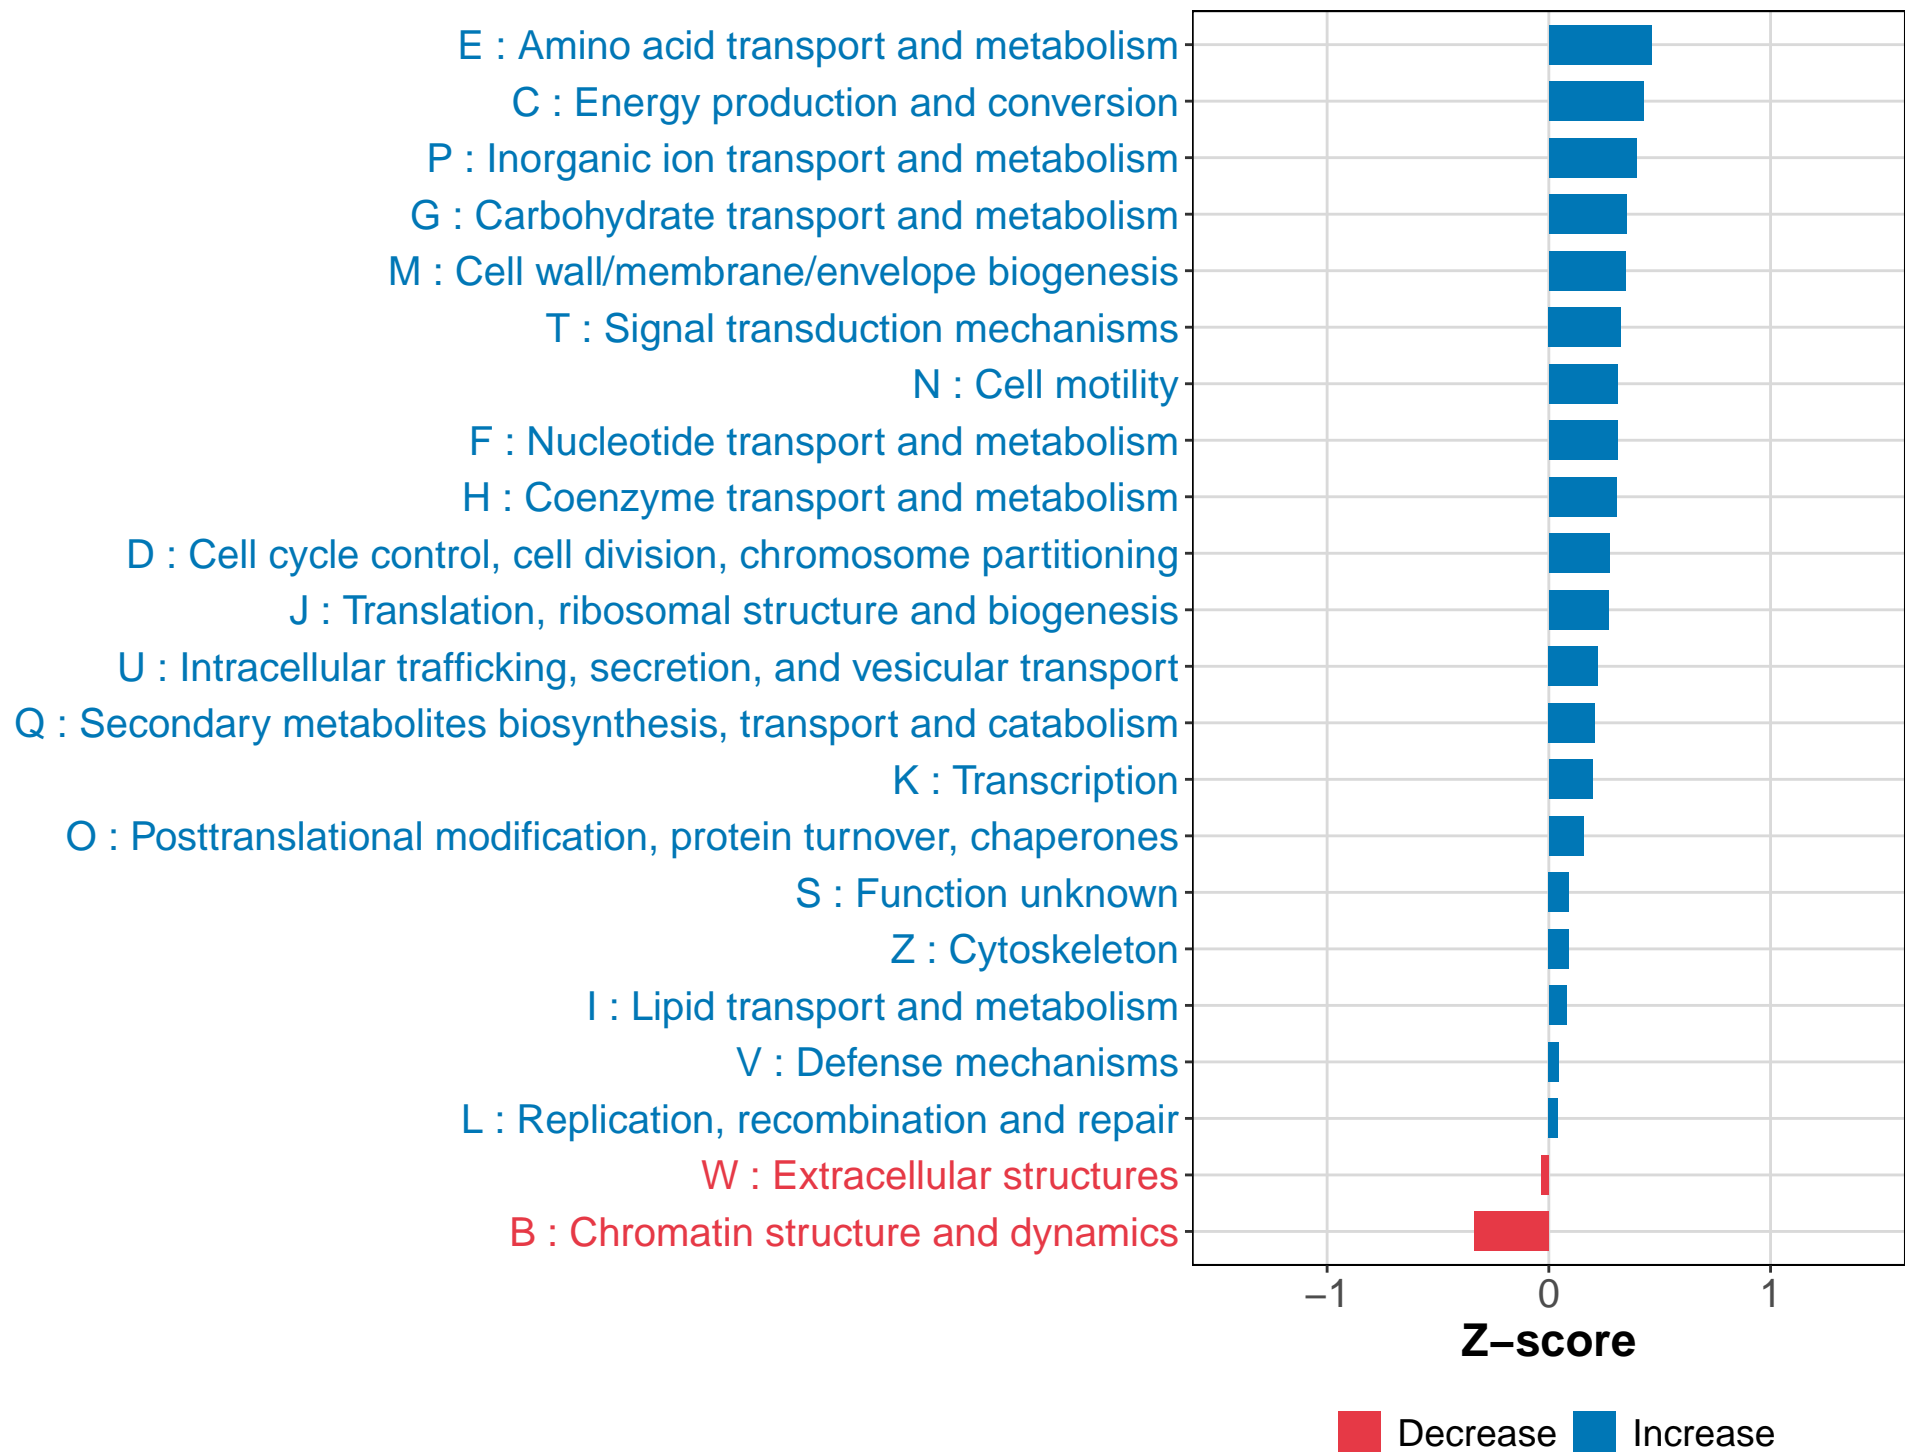 E : Amino acid transport and metabolism
C : Energy production and conversion
P : Inorganic ion transport and metabolism
G : Carbohydrate transport and metabolism
M : Cell wall/membrane/envelope biogenesis
T : Signal transduction mechanisms
N : Cell motility
F : Nucleotide transport and metabolism
H : Coenzyme transport and metabolism
D : Cell cycle control, cell division, chromosome partitioning
J : Translation, ribosomal structure and biogenesis
U : Intracellular trafficking, secretion, and vesicular transport
Q : Secondary metabolites biosynthesis, transport and catabolism
K : Transcription
O : Posttranslational modification, protein turnover, chaperones
S : Function unknown
Z : Cytoskeleton
I : Lipid transport and metabolism
V : Defense mechanisms
L : Replication, recombination and repair
W : Extracellular structures
B : Chromatin structure and dynamics
−1 0 1
Z−score
Decrease Increase